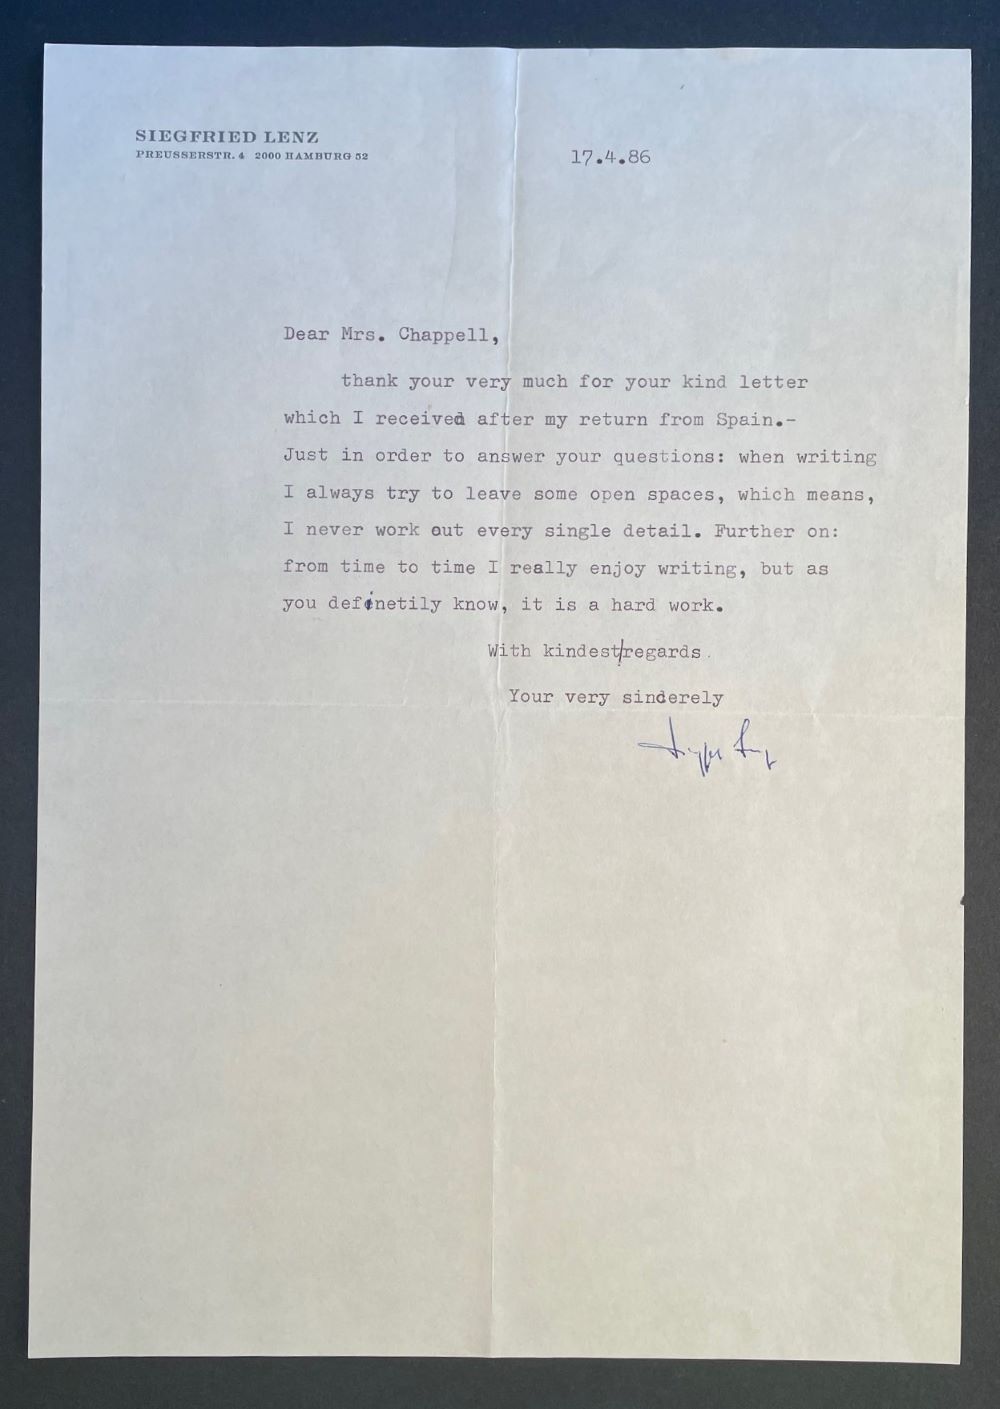 SIEGFRIED LENZ
PREUSSERSTR. 4 2000 HAMBURG 52
17.4.86
Dear Mrs. Chappell,
thank your very much for your kind letter
which I received after my return from Spain.-
Just in order to answer your questions: when writing
I always try to leave some open spaces, which means,
I never work out every single detail. Further on:
from time to time I really enjoy writing, but as
you definetily know, it is a hard work.
With kindest/regards.
Your very sinderely